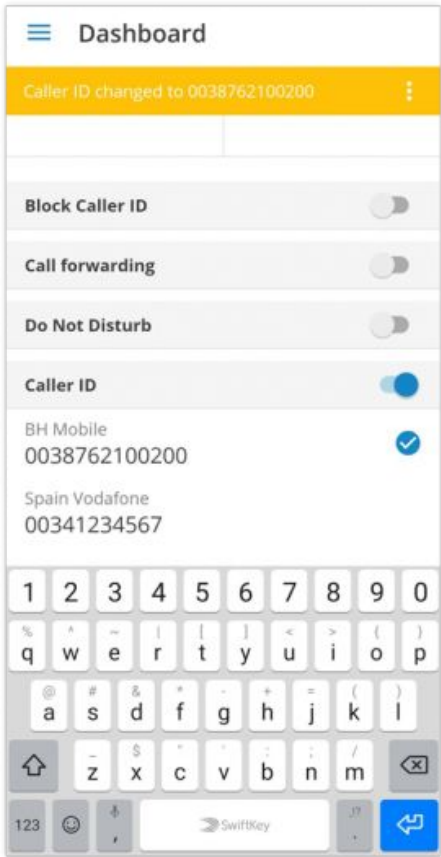 Dashboard
Caller ID changed to 0038762100200
Block Caller ID
Call forwarding
Do Not Disturb
Caller ID
BH Mobile
0038762100200
Spain Vodafone
00341234567
1 2 3 4 5 6 7 8 9 0
% ^ ~ | [ ] < > { }
q w e r t y u i o p
@ # & * - + = ( )
a s d f g h j k l
_ $ " ' : ; /
z x c v b n m
123 , SwiftKey .
,!?